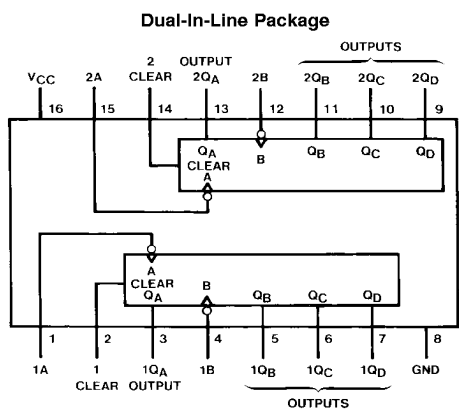 Dual-In-Line Package
OUTPUTS
2 OUTPUT
VCC 2A CLEAR 2QA 2B 2QB 2QC 2QD
16 15 14 13 12 11 10 9
QA B QB QC QD
CLEAR
A
A
CLEAR B
QA QB QC QD
1 2 3 4 5 6 7 8
1A 1 1QA 1B 1QB 1QC 1QD GND
CLEAR OUTPUT
OUTPUTS